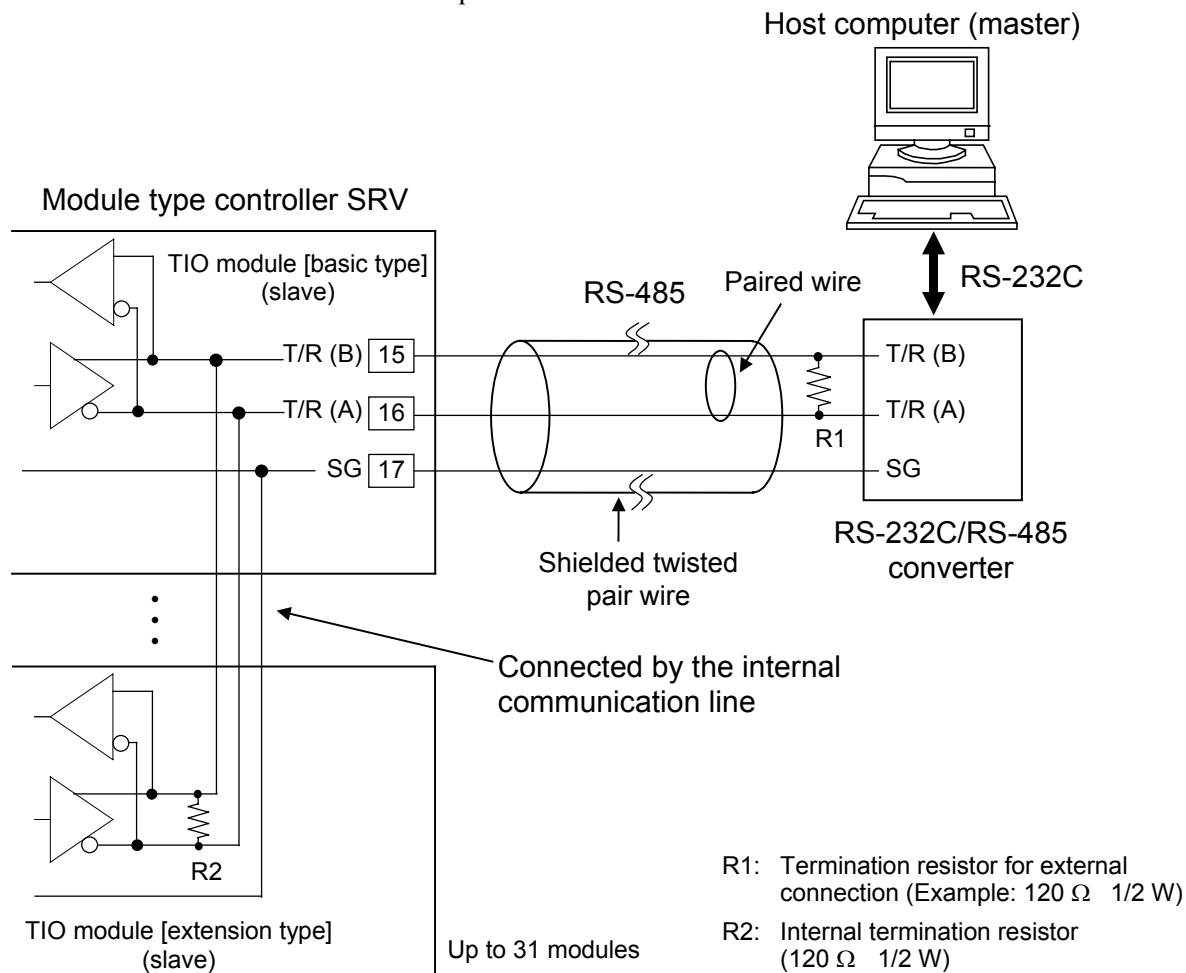 Host computer (master)
Module type controller SRV
TIO module [basic type]
(slave)
RS-485
Paired wire
RS-232C
T/R (B) 15
T/R (B)
T/R (A) 16
T/R (A)
R1
SG 17
SG
RS-232C/RS-485
converter
Shielded twisted
pair wire
Connected by the internal
communication line
R2
TIO module [extension type]
(slave)
Up to 31 modules
R1: Termination resistor for external
connection (Example: 120 Ω 1/2 W)
R2: Internal termination resistor
(120 Ω 1/2 W)